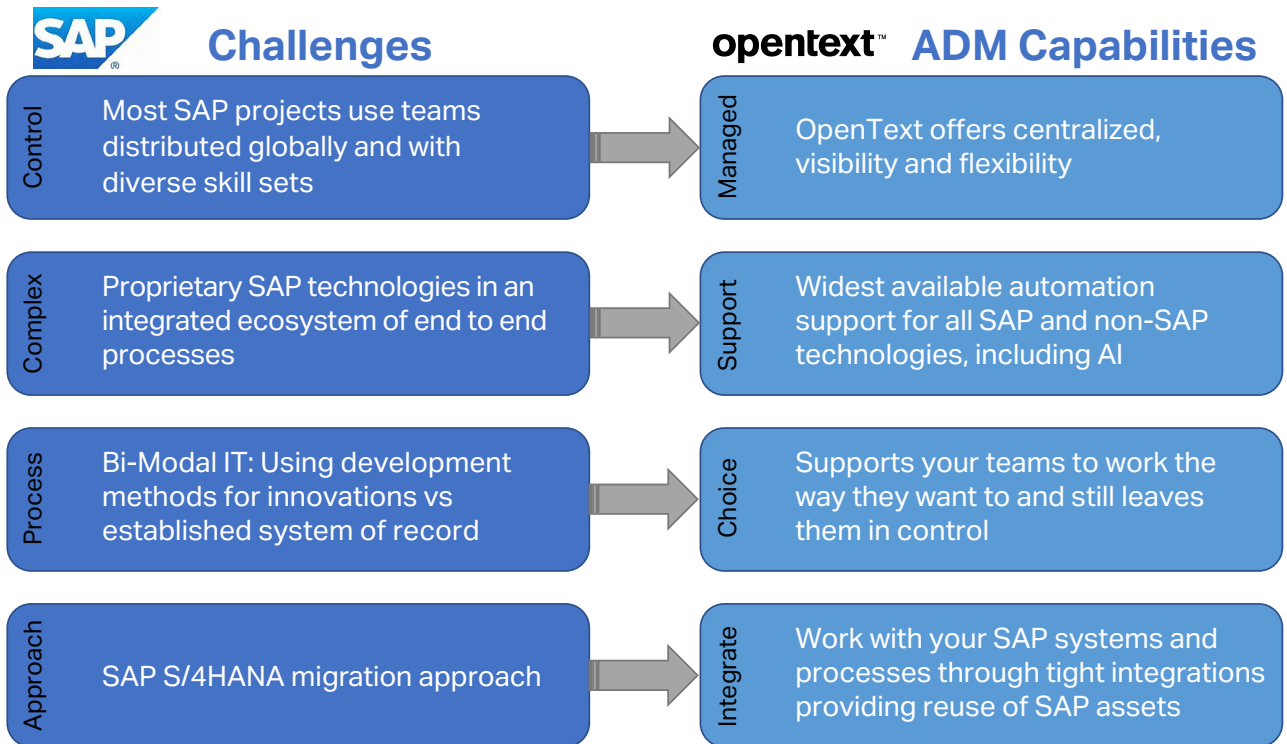 SAP
®
Challenges
opentext™
ADM Capabilities
Control
Most SAP projects use teams
distributed globally and with
diverse skill sets
Managed
OpenText offers centralized,
visibility and flexibility
Complex
Proprietary SAP technologies in an
integrated ecosystem of end to end
processes
Support
Widest available automation
support for all SAP and non-SAP
technologies, including AI
Process
Bi-Modal IT: Using development
methods for innovations vs
established system of record
Choice
Supports your teams to work the
way they want to and still leaves
them in control
Approach
SAP S/4HANA migration approach
Integrate
Work with your SAP systems and
processes through tight integrations
providing reuse of SAP assets